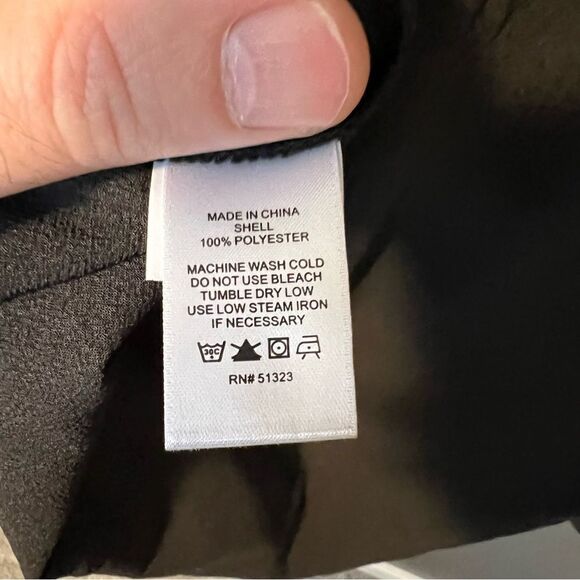 MADE IN CHINA
SHELL
100% POLYESTER
MACHINE WASH COLD
DO NOT USE BLEACH
TUMBLE DRY LOW
USE LOW STEAM IRON
IF NECESSARY
30C
RN# 51323